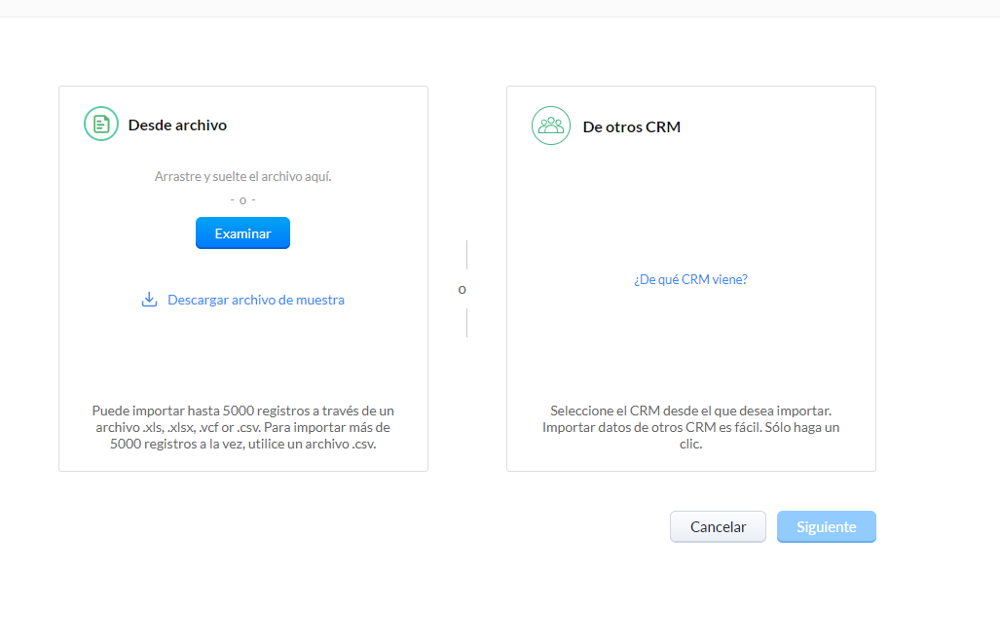 Desde archivo
Arrastre y suelte el archivo aquí.
- o -
Examinar
Descargar archivo de muestra
Puede importar hasta 5000 registros a través de un
archivo .xls, .xlsx, .vcf or .csv. Para importar más de
5000 registros a la vez, utilice un archivo .csv.
o
De otros CRM
¿De qué CRM viene?
Seleccione el CRM desde el que desea importar.
Importar datos de otros CRM es fácil. Sólo haga un
clic.
Cancelar
Siguiente